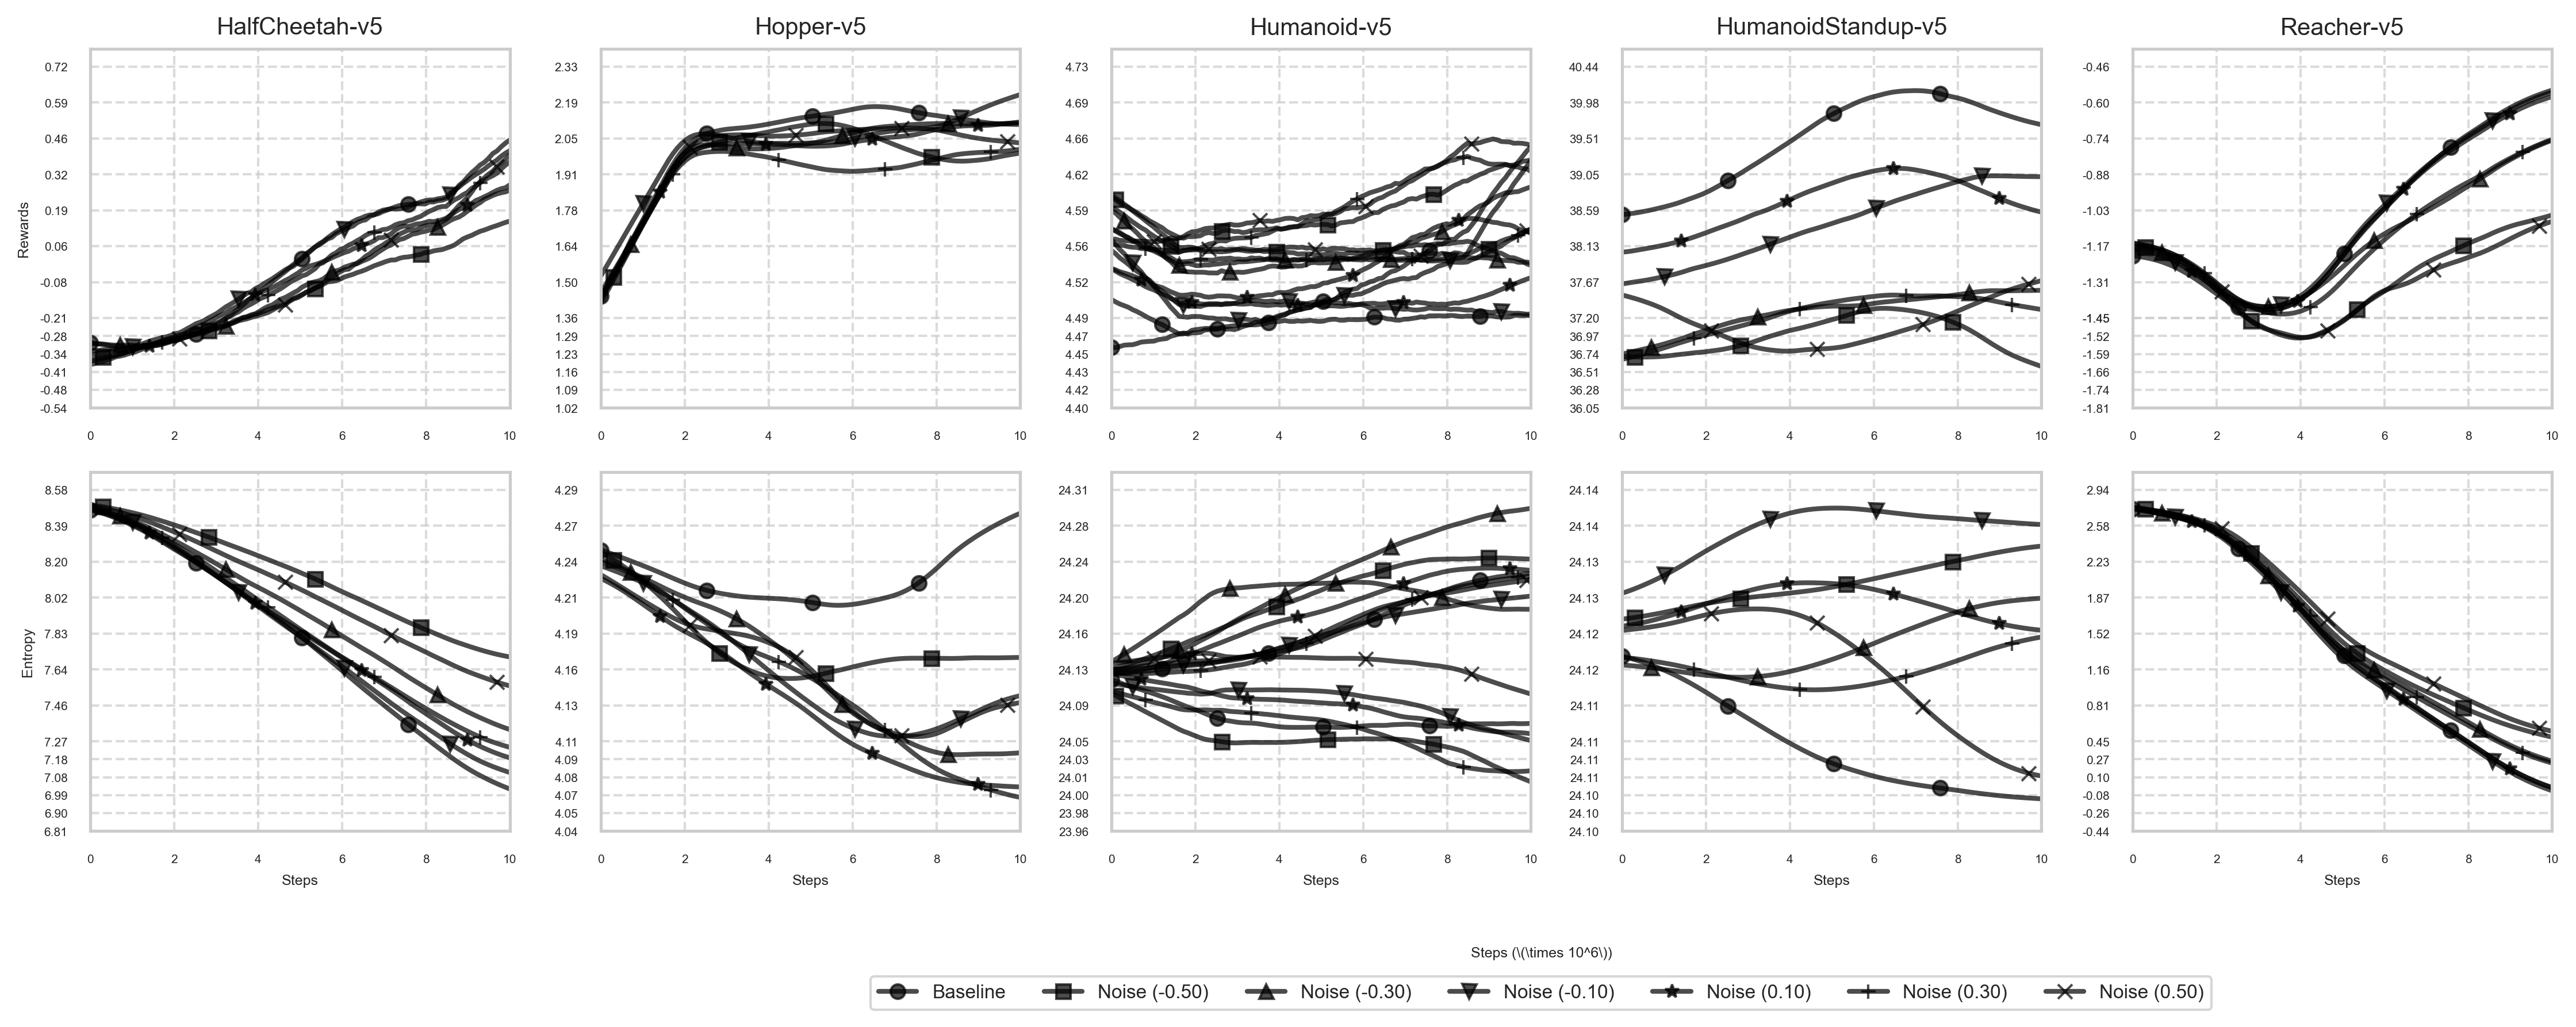 HalfCheetah-v5 Hopper-v5 Humanoid-v5 HumanoidStandup-v5 Reacher-v5
0.72 2.33 4.73 40.44 -0.46
0.59 2.19 4.69 39.98 -0.60
0.46 2.05 4.66 39.51 -0.74
0.32 1.91 4.62 39.05 -0.88
0.19 1.78 4.59 38.59 -1.03
0.06 1.64 4.56 38.13 -1.17
-0.08 1.50 4.52 37.67 -1.31
-0.21 1.36 4.49 37.20 -1.45
-0.28 1.29 4.47 36.97 -1.52
-0.34 1.23 4.45 36.74 -1.59
-0.41 1.16 4.43 36.51 -1.66
-0.48 1.09 4.42 36.28 -1.74
-0.54 1.02 4.40 36.05 -1.81
Rewards
0 2 4 6 8 10 0 2 4 6 8 10 0 2 4 6 8 10 0 2 4 6 8 10 0 2 4 6 8 10
8.58 4.29 24.31 24.14 2.94
8.39 4.27 24.28 24.14 2.58
8.20 4.24 24.24 24.13 2.23
8.02 4.21 24.20 24.13 1.87
7.83 4.19 24.16 24.12 1.52
7.64 4.16 24.13 24.12 1.16
7.46 4.13 24.09 24.11 0.81
7.27 4.11 24.05 24.11 0.45
7.18 4.09 24.03 24.11 0.27
7.08 4.08 24.01 24.11 0.10
6.99 4.07 24.00 24.10 -0.08
6.90 4.05 23.98 24.10 -0.26
6.81 4.04 23.96 24.10 -0.44
Entropy
0 2 4 6 8 10 0 2 4 6 8 10 0 2 4 6 8 10 0 2 4 6 8 10 0 2 4 6 8 10
Steps Steps Steps Steps Steps
Steps (\(\times 10^6\))
Baseline Noise (-0.50) Noise (-0.30) Noise (-0.10) Noise (0.10) Noise (0.30) Noise (0.50)